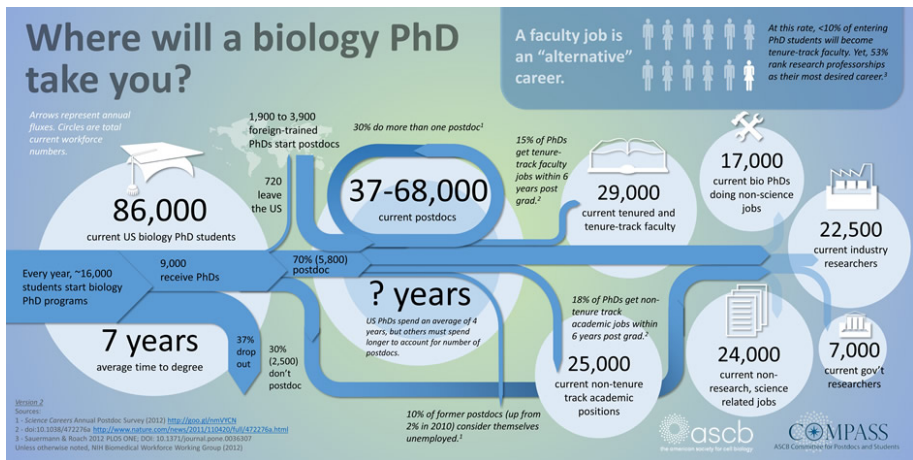 Where will a biology PhD
take you?
A faculty job is
an "alternative"
career.
At this rate, <10% of entering
PhD students will become
tenure-track faculty. Yet, 53%
rank research professorships
as their most desired career.³
Arrows represent annual
fluxes. Circles are total
current workforce
numbers.
1,900 to 3,900
foreign-trained
PhDs start postdocs
720
leave
the US
30% do more than one postdoc¹
15% of PhDs
get tenure-
track faculty
jobs within 6
years post
grad.²
86,000
current US biology PhD students
37-68,000
current postdocs
29,000
current tenured and
tenure-track faculty
17,000
current bio PhDs
doing non-science
jobs
22,500
current industry
researchers
Every year, ~16,000
students start biology
PhD programs
9,000
receive PhDs
70% (5,800)
postdoc
7 years
average time to degree
37%
drop
out
30%
(2,500)
don't
postdoc
? years
US PhDs spend an average of 4
years, but others must spend
longer to account for number of
postdocs.
18% of PhDs get non-
tenure track
academic jobs within
6 years post grad.²
25,000
current non-tenure
track academic
positions
24,000
current non-
research, science
related jobs
7,000
current gov't
researchers
10% of former postdocs (up from
2% in 2010) consider themselves
unemployed.¹
Version 2
Sources:
1 - Science Careers Annual Postdoc Survey (2012) http://goo.gl/nmVYCN
2 - doi:10.1038/472276a http://www.nature.com/news/2011/110420/full/472276a.html
3 - Sauermann & Roach 2012 PLOS ONE; DOI: 10.1371/journal.pone.0036307
Unless otherwise noted, NIH Biomedical Workforce Working Group (2012)
ascb
the american society for cell biology
COMPASS
ASCB Committee for Postdocs and Students